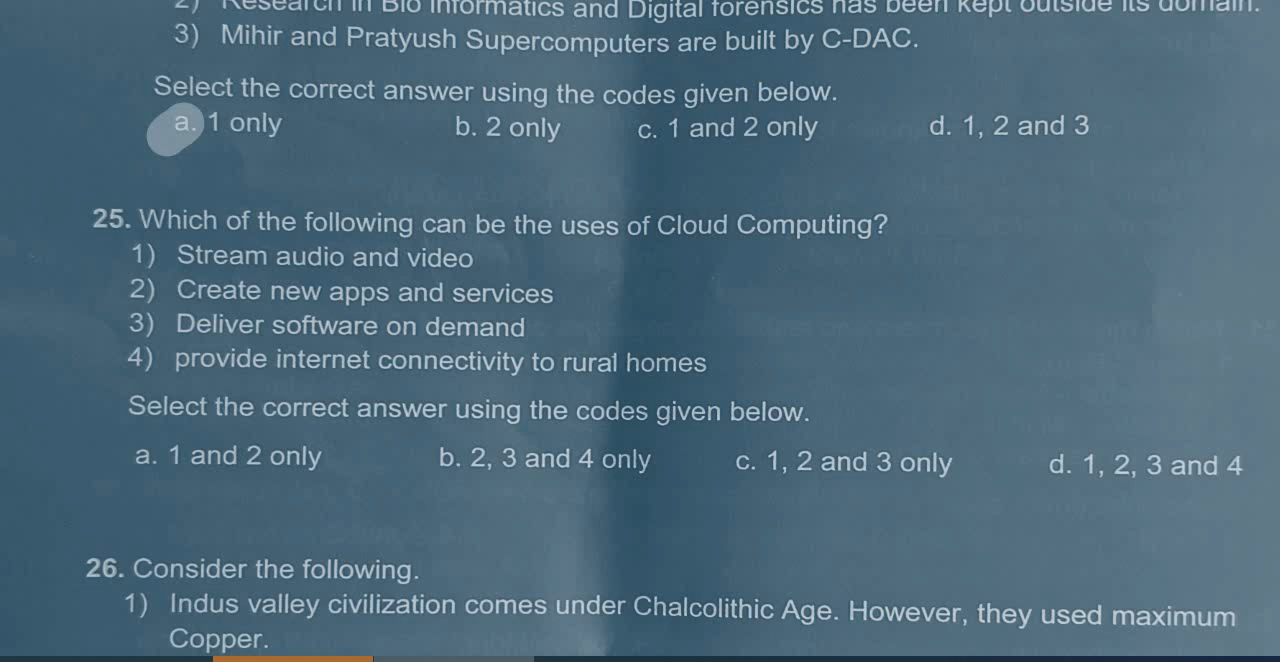 2) Research in Bio Informatics and Digital forensics has been kept outside its domain.
3) Mihir and Pratyush Supercomputers are built by C-DAC.
Select the correct answer using the codes given below.
a. 1 only b. 2 only c. 1 and 2 only d. 1, 2 and 3
25. Which of the following can be the uses of Cloud Computing?
1) Stream audio and video
2) Create new apps and services
3) Deliver software on demand
4) provide internet connectivity to rural homes
Select the correct answer using the codes given below.
a. 1 and 2 only b. 2, 3 and 4 only c. 1, 2 and 3 only d. 1, 2, 3 and 4
26. Consider the following.
1) Indus valley civilization comes under Chalcolithic Age. However, they used maximum
Copper.